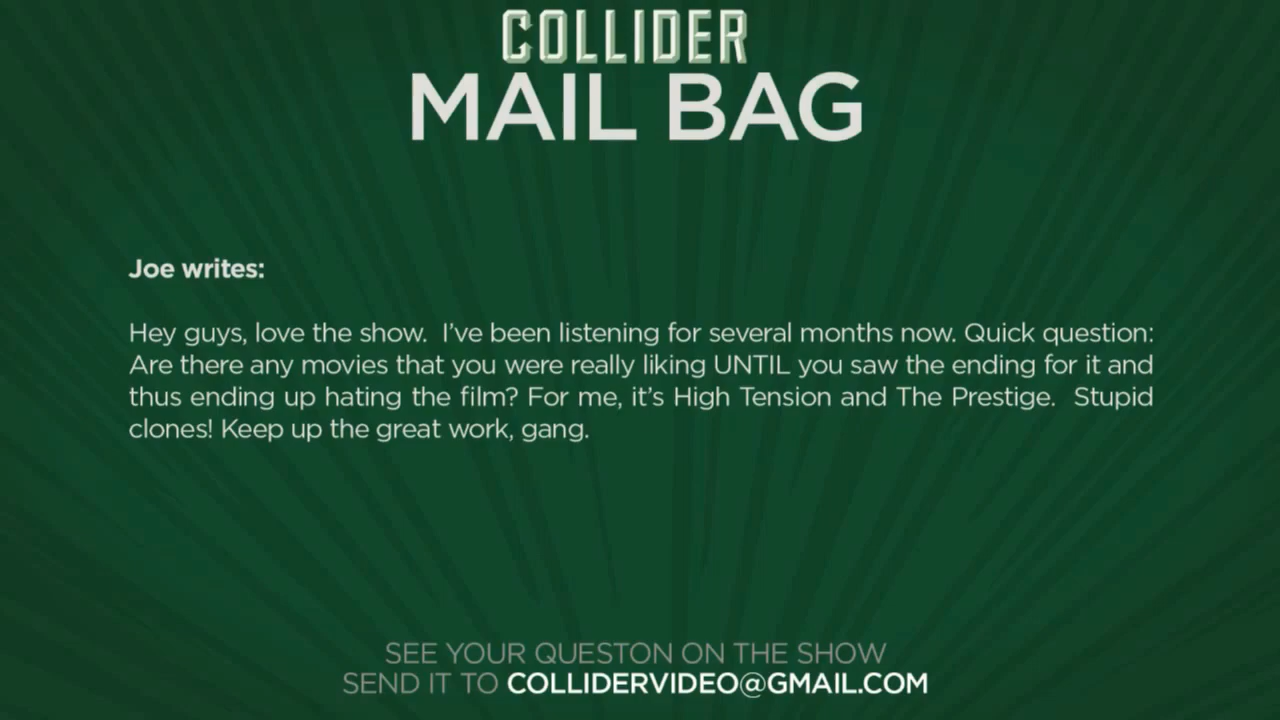 COLLIDER
MAIL BAG
Joe writes:
Hey guys, love the show.  I’ve been listening for several months now. Quick question:
Are there any movies that you were really liking UNTIL you saw the ending for it and
thus ending up hating the film? For me, it’s High Tension and The Prestige.  Stupid
clones! Keep up the great work, gang.
SEE YOUR QUESTON ON THE SHOW
SEND IT TO COLLIDERVIDEO@GMAIL.COM